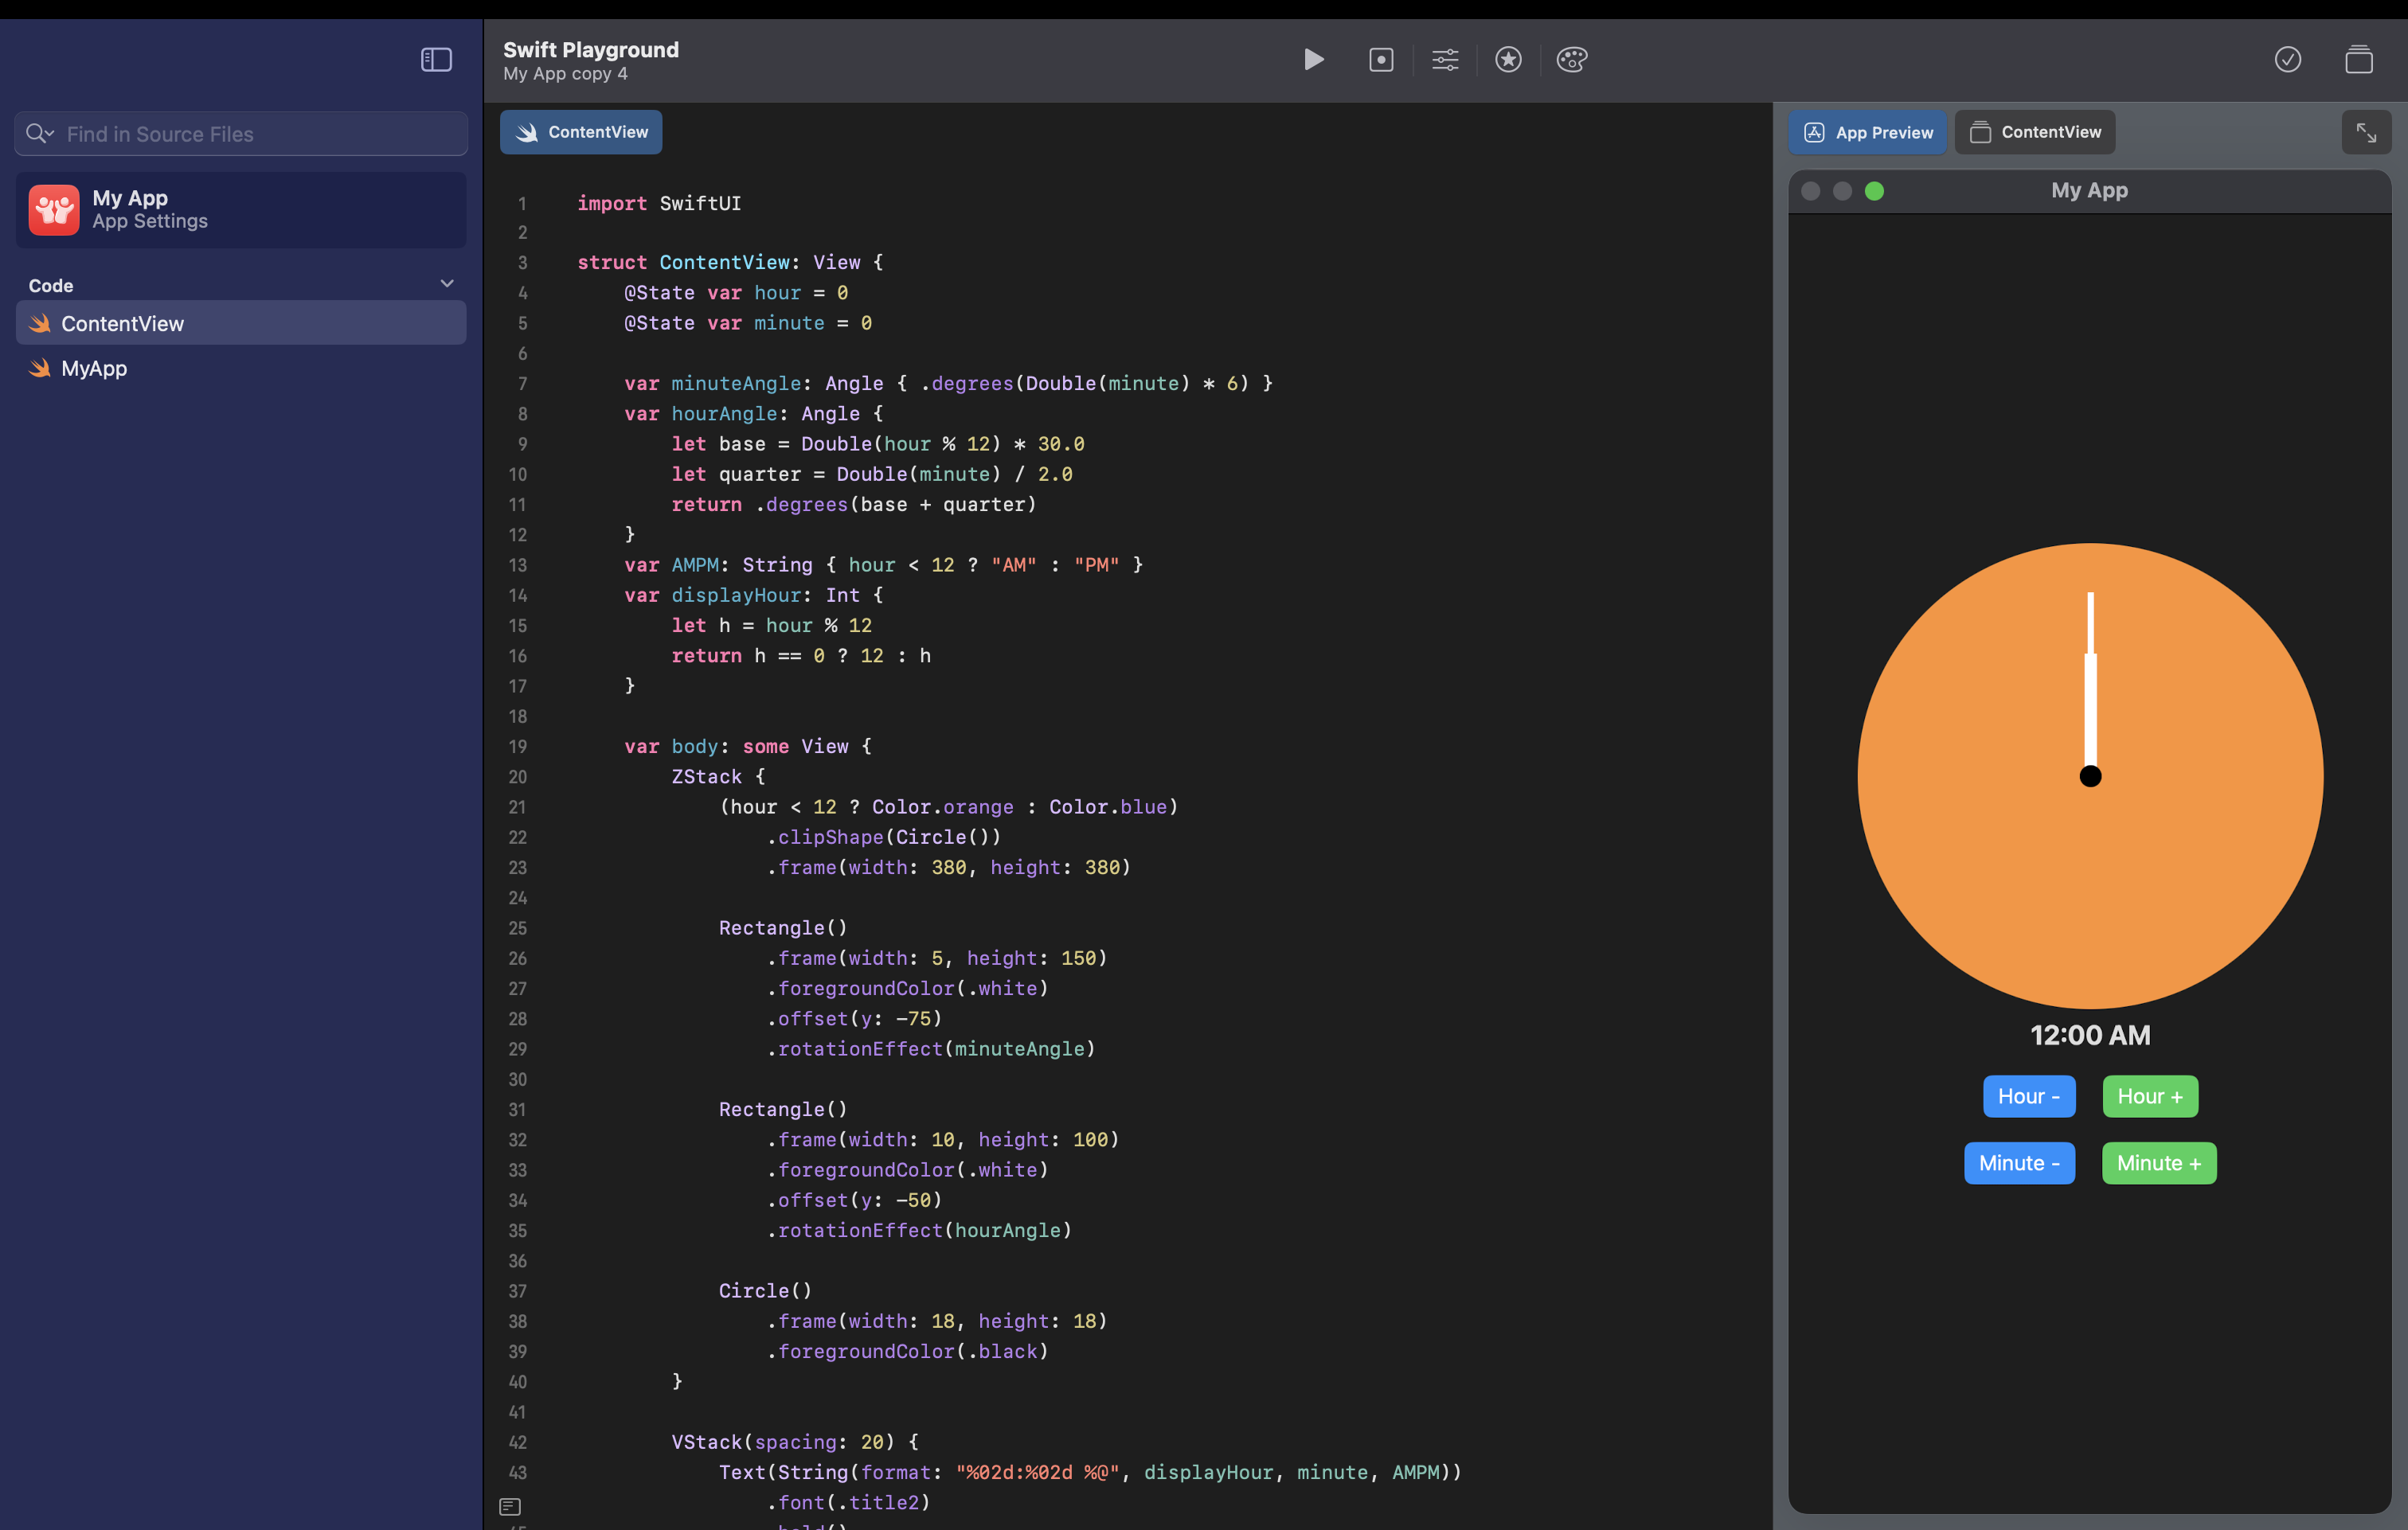 Swift Playground
My App copy 4
Find in Source Files
My App
App Settings
Code
ContentView
MyApp
ContentView
1 import SwiftUI
2
3 struct ContentView: View {
4 @State var hour = 0
5 @State var minute = 0
6
7 var minuteAngle: Angle { .degrees(Double(minute) * 6) }
8 var hourAngle: Angle {
9 let base = Double(hour % 12) * 30.0
10 let quarter = Double(minute) / 2.0
11 return .degrees(base + quarter)
12 }
13 var AMPM: String { hour < 12 ? "AM" : "PM" }
14 var displayHour: Int {
15 let h = hour % 12
16 return h == 0 ? 12 : h
17 }
18
19 var body: some View {
20 ZStack {
21 (hour < 12 ? Color.orange : Color.blue)
22 .clipShape(Circle())
23 .frame(width: 380, height: 380)
24
25 Rectangle()
26 .frame(width: 5, height: 150)
27 .foregroundColor(.white)
28 .offset(y: -75)
29 .rotationEffect(minuteAngle)
30
31 Rectangle()
32 .frame(width: 10, height: 100)
33 .foregroundColor(.white)
34 .offset(y: -50)
35 .rotationEffect(hourAngle)
36
37 Circle()
38 .frame(width: 18, height: 18)
39 .foregroundColor(.black)
40 }
41
42 VStack(spacing: 20) {
43 Text(String(format: "%02d:%02d %@", displayHour, minute, AMPM))
.font(.title2)
App Preview
ContentView
My App
12:00 AM
Hour - Hour +
Minute - Minute +